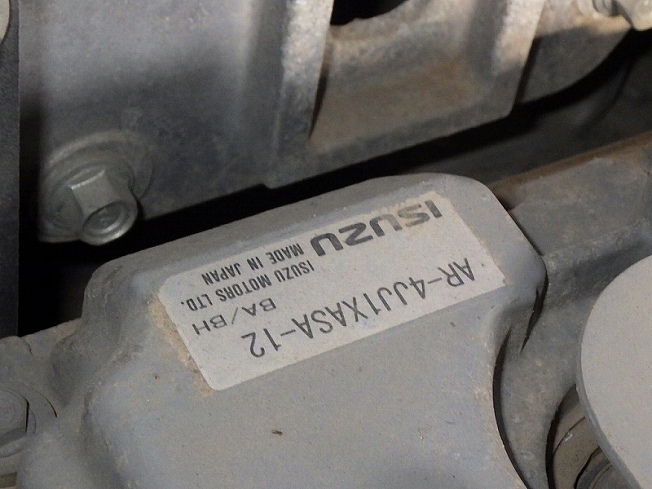 ISUZU
ISUZU MOTORS LTD.
MADE IN JAPAN
AR-4JJ1XASA-12
BA/BH